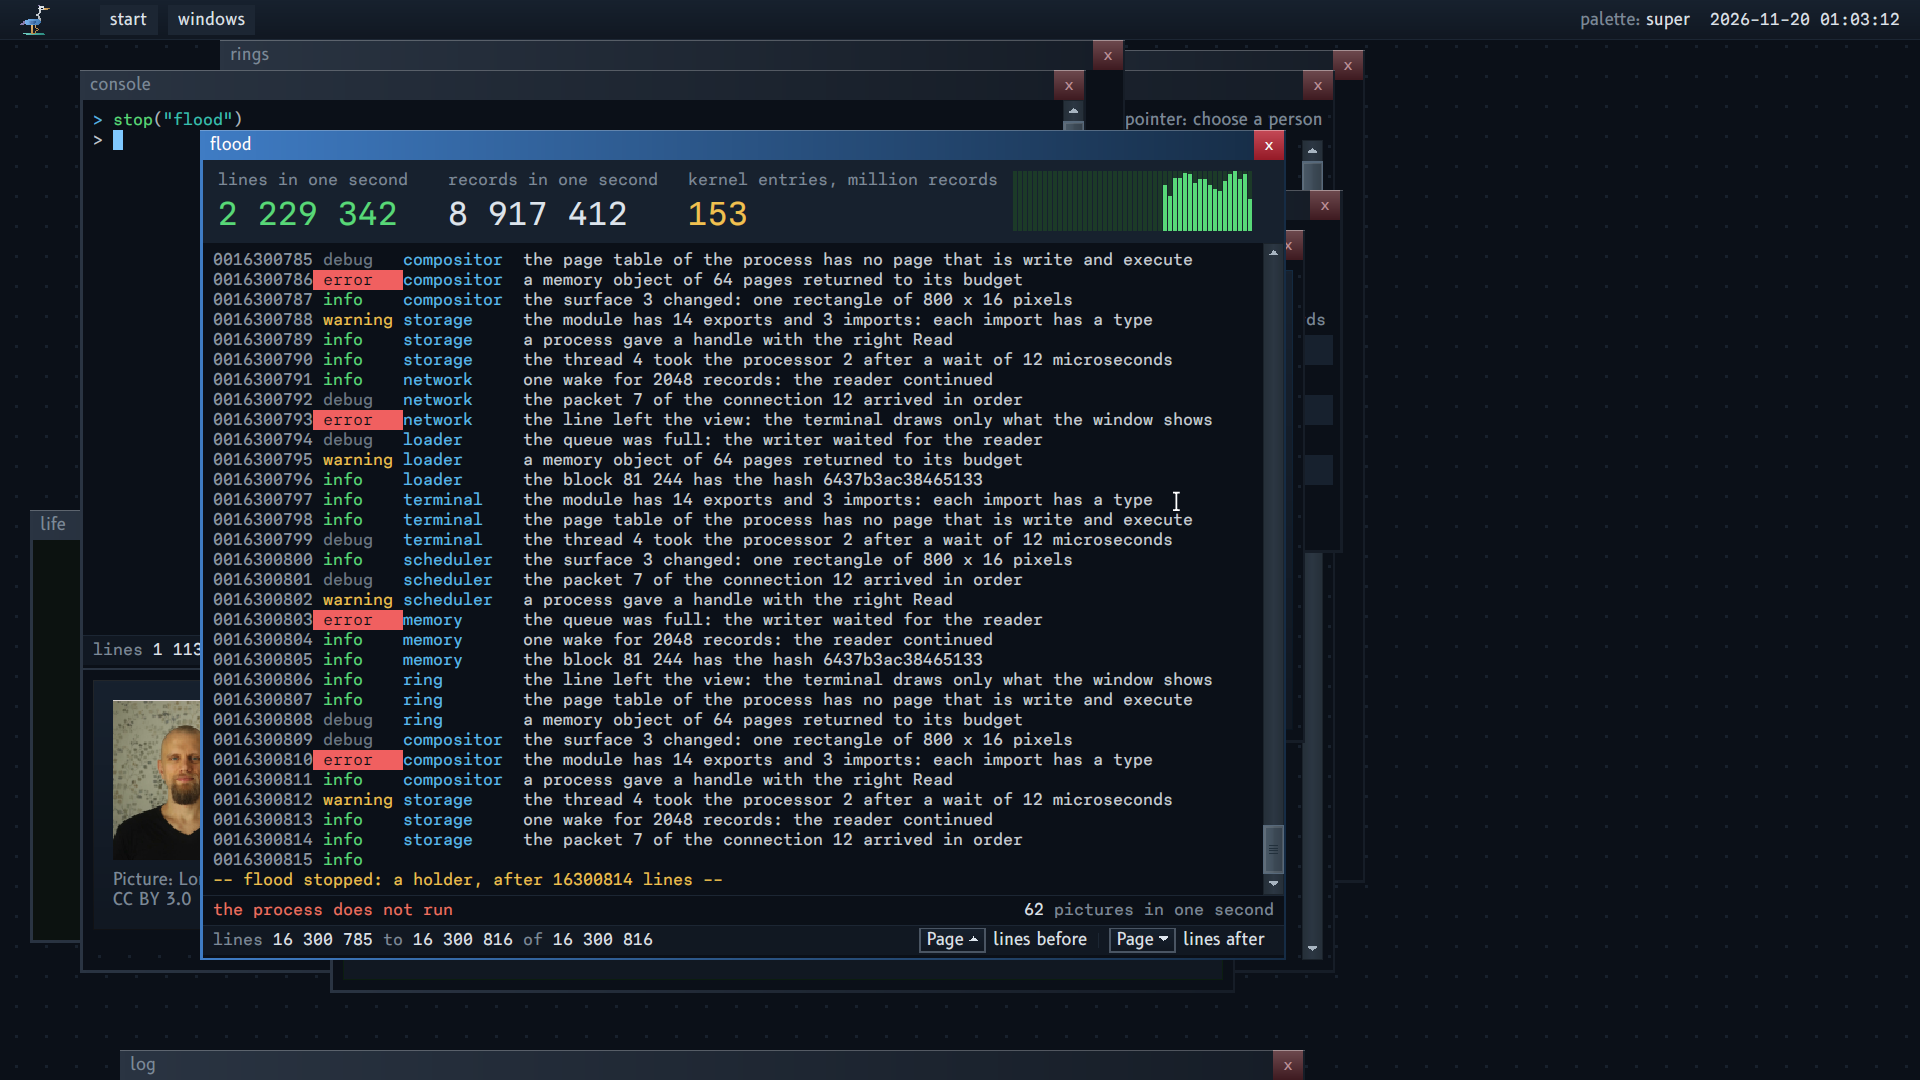 start windows palette: super 2026-11-20 01:03:12
rings x
x
console x
x
> stop("flood")
pointer: choose a person
>
flood x
lines in one second records in one second kernel entries, million records
2 229 342 8 917 412 153
x
x
0016300785 debug compositor the page table of the process has no page that is write and execute
0016300786 error compositor a memory object of 64 pages returned to its budget
0016300787 info compositor the surface 3 changed: one rectangle of 800 x 16 pixels
0016300788 warning storage the module has 14 exports and 3 imports: each import has a type
ds
0016300789 info storage a process gave a handle with the right Read
0016300790 info storage the thread 4 took the processor 2 after a wait of 12 microseconds
0016300791 info network one wake for 2048 records: the reader continued
0016300792 debug network the packet 7 of the connection 12 arrived in order
0016300793 error network the line left the view: the terminal draws only what the window shows
0016300794 debug loader the queue was full: the writer waited for the reader
0016300795 warning loader a memory object of 64 pages returned to its budget
0016300796 info loader the block 81 244 has the hash 6437b3ac38465133
0016300797 info terminal the module has 14 exports and 3 imports: each import has a type
0016300798 info terminal the page table of the process has no page that is write and execute
life
0016300799 debug terminal the thread 4 took the processor 2 after a wait of 12 microseconds
0016300800 info scheduler the surface 3 changed: one rectangle of 800 x 16 pixels
0016300801 debug scheduler the packet 7 of the connection 12 arrived in order
0016300802 warning scheduler a process gave a handle with the right Read
0016300803 error memory the queue was full: the writer waited for the reader
0016300804 info memory one wake for 2048 records: the reader continued
lines 1 113
0016300805 info memory the block 81 244 has the hash 6437b3ac38465133
0016300806 info ring the line left the view: the terminal draws only what the window shows
0016300807 info ring the page table of the process has no page that is write and execute
0016300808 debug ring a memory object of 64 pages returned to its budget
0016300809 debug compositor the surface 3 changed: one rectangle of 800 x 16 pixels
0016300810 error compositor the module has 14 exports and 3 imports: each import has a type
0016300811 info compositor a process gave a handle with the right Read
0016300812 warning storage the thread 4 took the processor 2 after a wait of 12 microseconds
0016300813 info storage one wake for 2048 records: the reader continued
0016300814 info storage the packet 7 of the connection 12 arrived in order
0016300815 info
-- flood stopped: a holder, after 16300814 lines --
Picture: Lo
CC BY 3.0
the process does not run 62 pictures in one second
lines 16 300 785 to 16 300 816 of 16 300 816 Page lines before Page lines after
log x